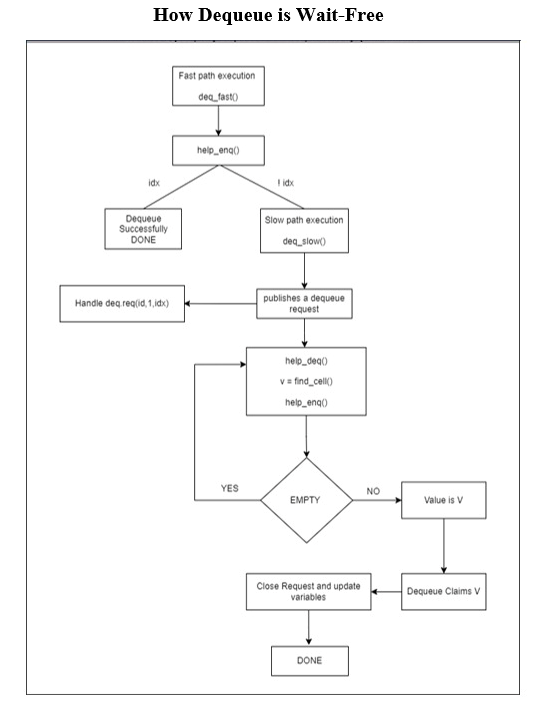 How Dequeue is Wait-Free
Fast path execution
deq_fast()
help_enq()
idx
! idx
Dequeue
Successfully
DONE
Slow path execution
deq_slow()
publishes a dequeue
request
Handle deq.req(id,1,idx)
help_deq()
v = find_cell()
help_enq()
YES
EMPTY
NO
Value is V
Close Request and update
variables
Dequeue Claims V
DONE